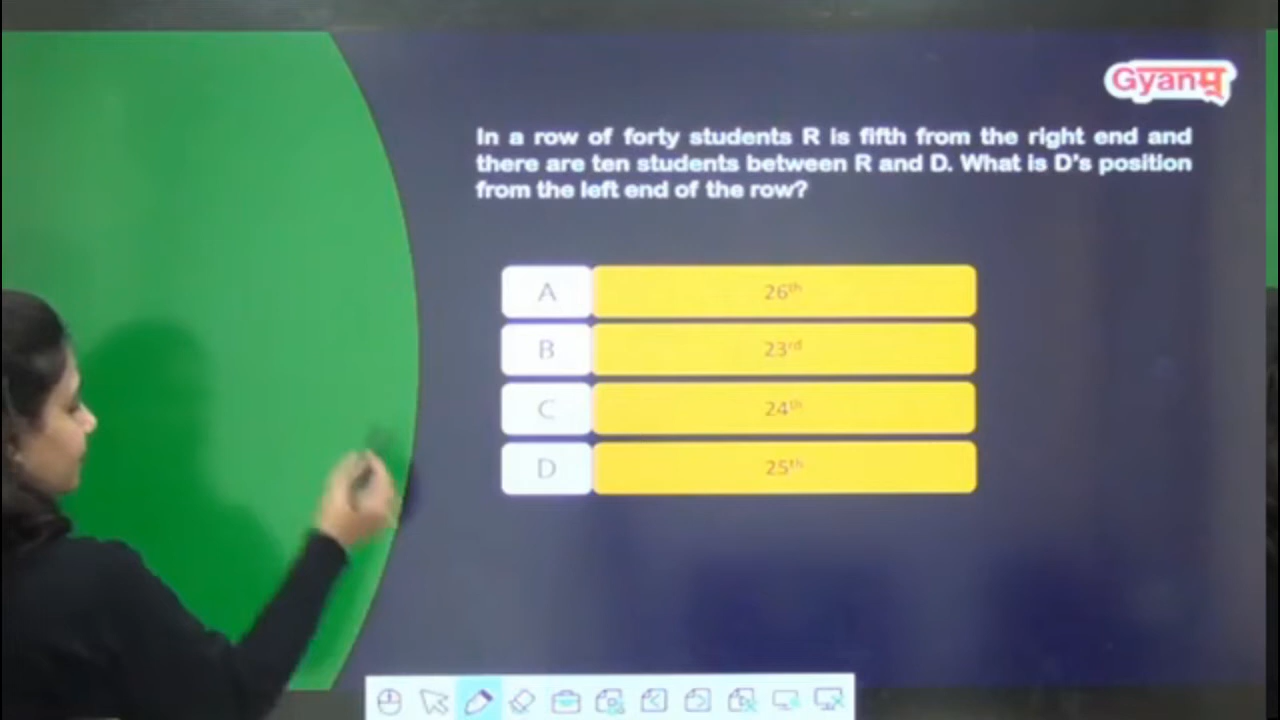 Gyanम्
In a row of forty students R is fifth from the right end and
there are ten students between R and D. What is D's position
from the left end of the row?
A 26th
B 23rd
C 24th
D 25th